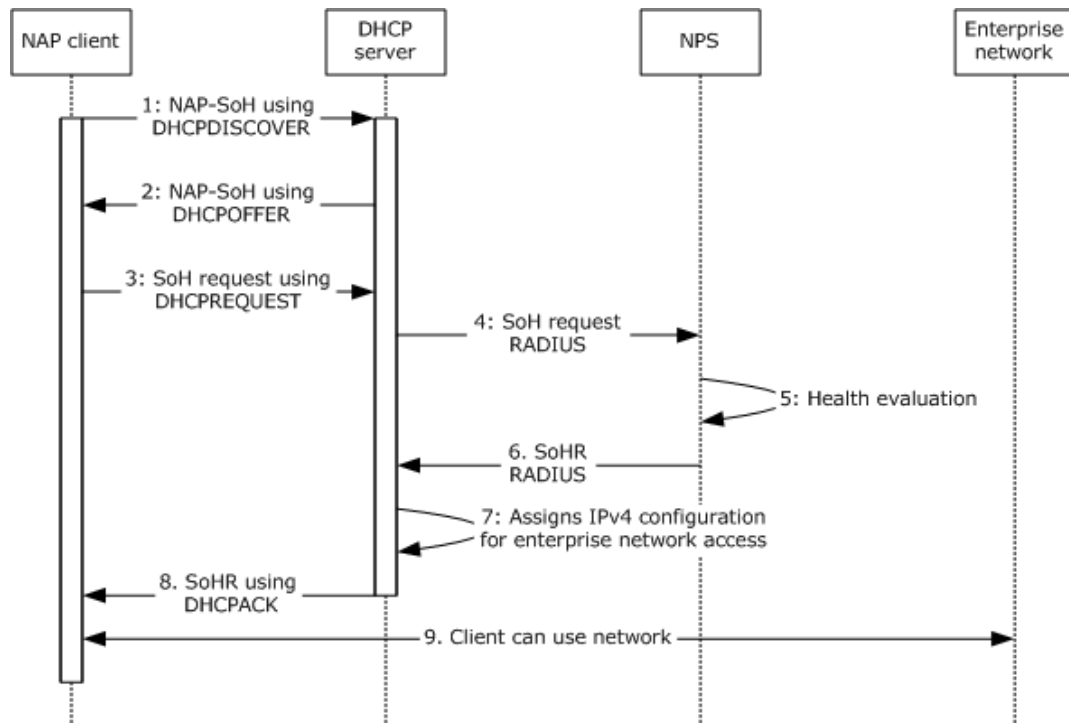 NAP client
DHCP
server
NPS
Enterprise
network
1: NAP-SoH using
DHCPDISCOVER
2: NAP-SoH using
DHCPOFFER
3: SoH request using
DHCPREQUEST
4: SoH request
RADIUS
5: Health evaluation
6. SoHR
RADIUS
7: Assigns IPv4 configuration
for enterprise network access
8. SoHR using
DHCPACK
9. Client can use network